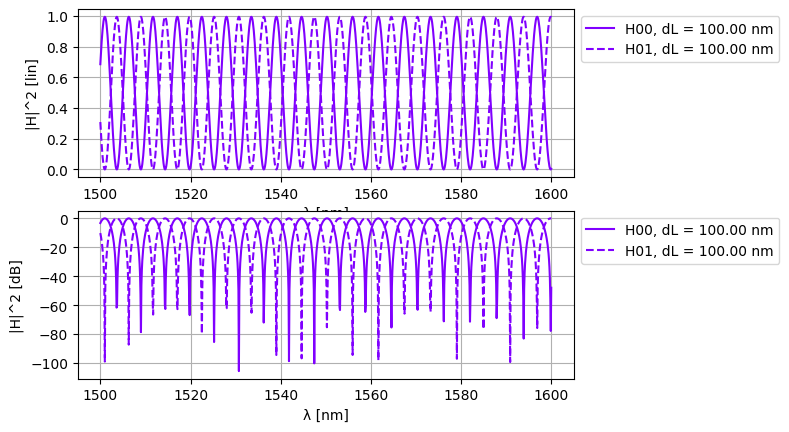 |H|^2 [lin]
1.0
0.8
0.6
0.4
0.2
0.0
1500 1520 1540 1560 1580 1600
λ [nm]
H00, dL = 100.00 nm
H01, dL = 100.00 nm
|H|^2 [dB]
0
−20
−40
−60
−80
−100
1500 1520 1540 1560 1580 1600
λ [nm]
H00, dL = 100.00 nm
H01, dL = 100.00 nm